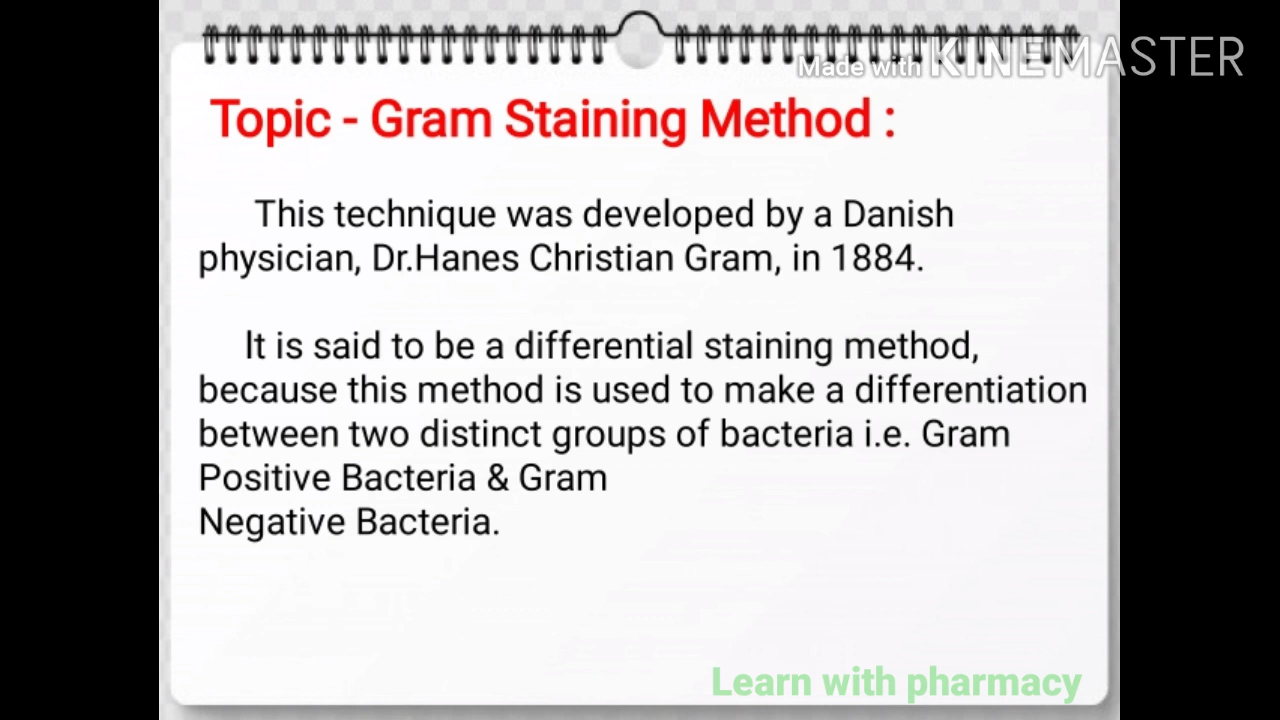 Made with KINEMASTER
Topic - Gram Staining Method :
This technique was developed by a Danish
physician, Dr.Hanes Christian Gram, in 1884.
It is said to be a differential staining method,
because this method is used to make a differentiation
between two distinct groups of bacteria i.e. Gram
Positive Bacteria & Gram
Negative Bacteria.
Learn with pharmacy